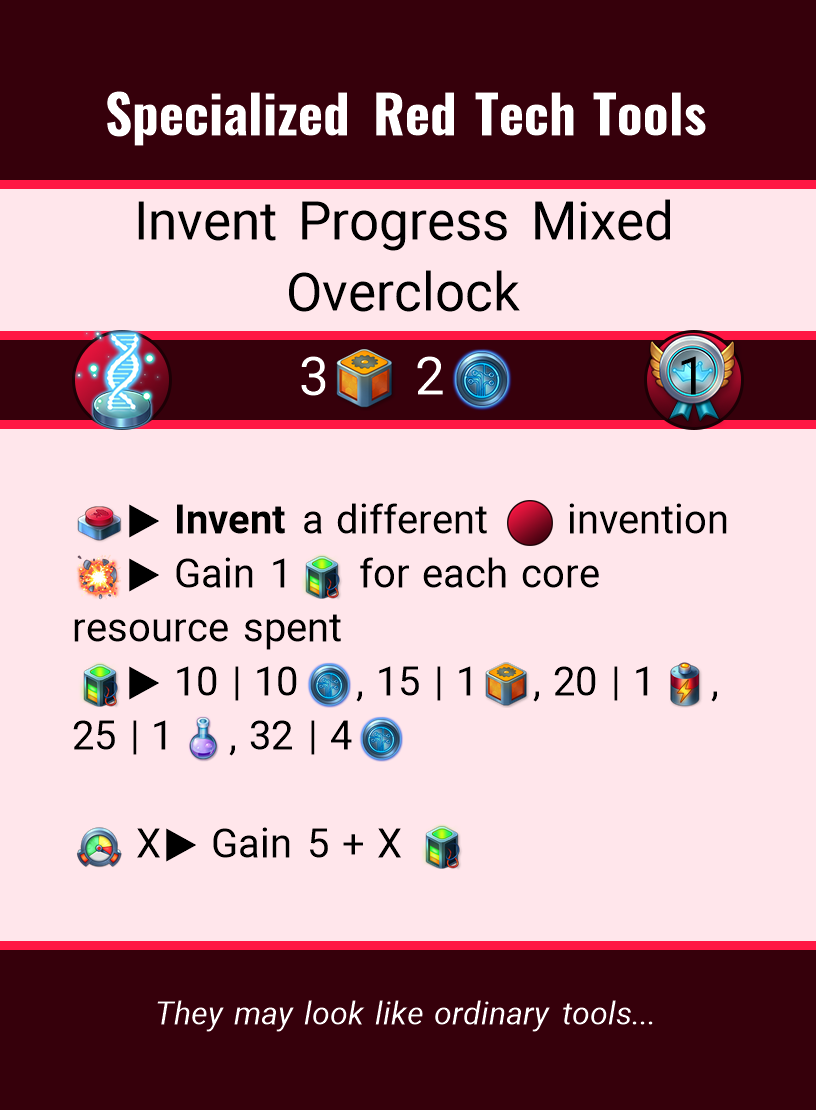 Specialized Red Tech Tools
Invent Progress Mixed
Overclock
3 2
1
▶ Invent a different invention
▶ Gain 1 for each core
resource spent
▶ 10 | 10 , 15 | 1 , 20 | 1 ,
25 | 1 , 32 | 4
X▶ Gain 5 + X
They may look like ordinary tools...